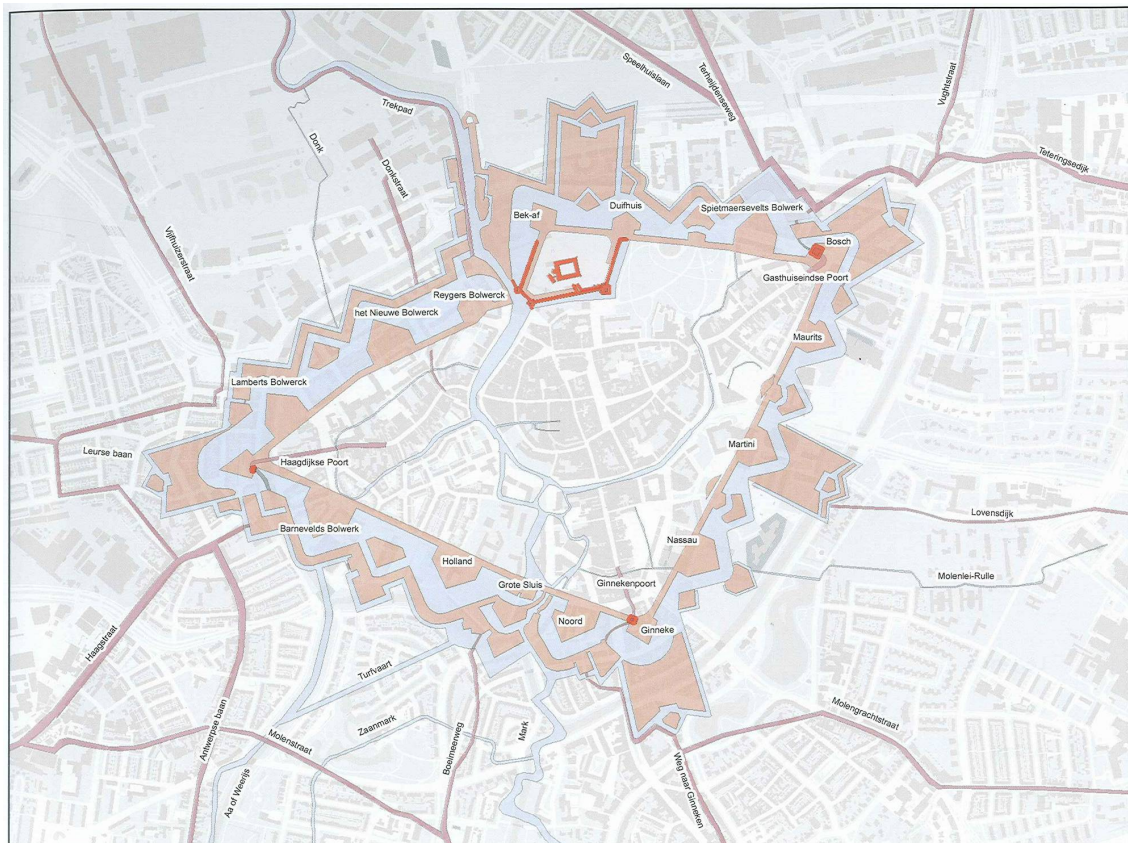 Speelhuislaan
Terheijdenseweg
Vughtstraat
Trekpad
Donk
Teteringsedijk
Donkstraat
Vijfhuizerstraat
Bek-af
Duifhuis
Spietmaersevelts Bolwerk
Bosch
Gasthuiseindse Poort
Reygers Bolwerck
het Nieuwe Bolwerck
Maurits
Lamberts Bolwerck
Martini
Leurse baan
Haagdijkse Poort
Lovensdijk
Barnevelds Bolwerk
Nassau
Holland
Grote Sluis
Ginnekenpoort
Molenlei-Rulle
Noord
Ginneke
Haagstraat
Turfvaart
Zaanmark
Mark
Molengrachtstraat
Antwerpse baan
Molenstraat
Boeimeerweg
Weg naar Ginneken
Aa of Weerijs